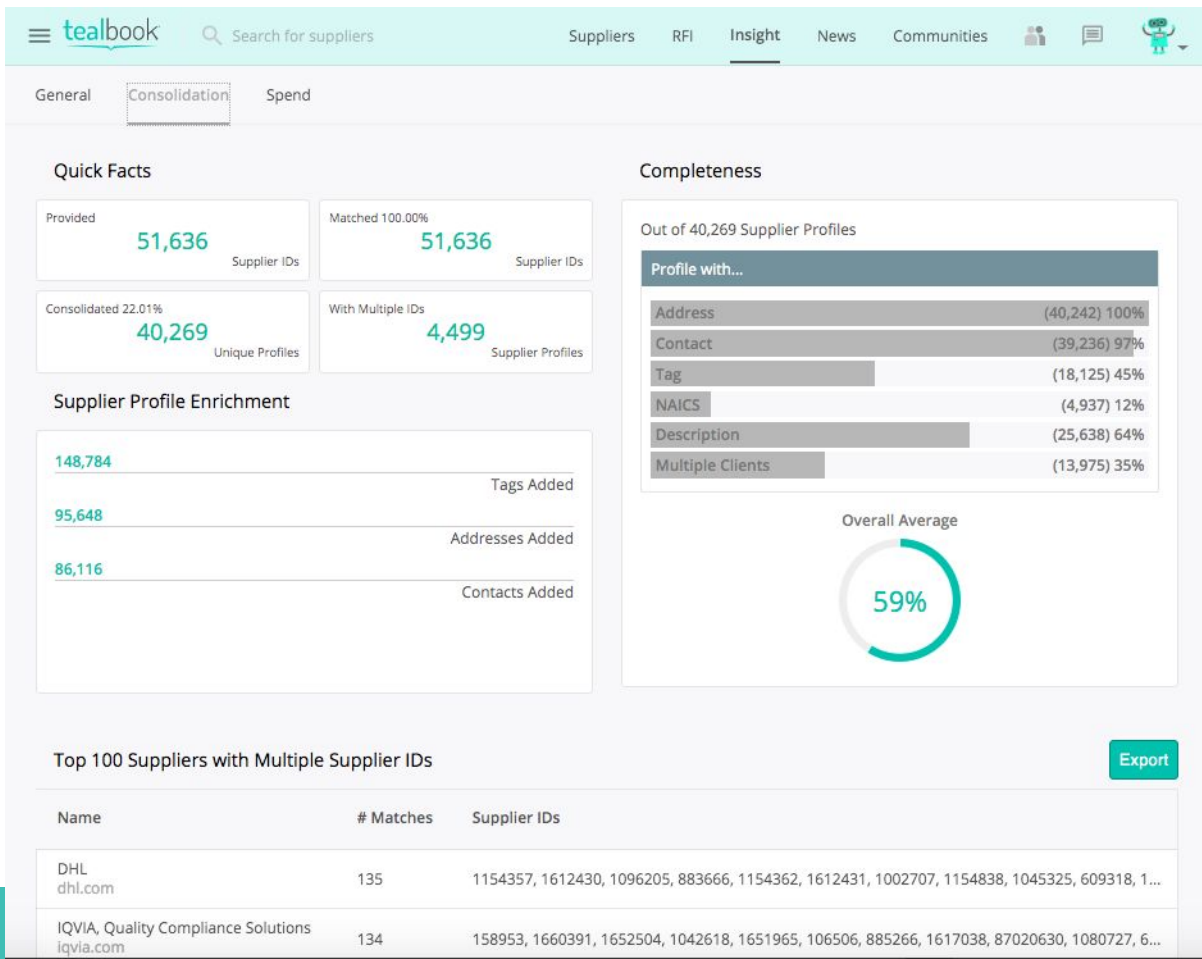 tealbook
Search for suppliers
Suppliers RFI Insight News Communities
General Consolidation Spend
Quick Facts
Provided
51,636
Supplier IDs
Matched 100.00%
51,636
Supplier IDs
Consolidated 22.01%
40,269
Unique Profiles
With Multiple IDs
4,499
Supplier Profiles
Supplier Profile Enrichment
148,784
Tags Added
95,648
Addresses Added
86,116
Contacts Added
Completeness
Out of 40,269 Supplier Profiles
Profile with...
Address (40,242) 100%
Contact (39,236) 97%
Tag (18,125) 45%
NAICS (4,937) 12%
Description (25,638) 64%
Multiple Clients (13,975) 35%
Overall Average
59%
Top 100 Suppliers with Multiple Supplier IDs
Export
Name # Matches Supplier IDs
DHL
dhl.com
135 1154357, 1612430, 1096205, 883666, 1154362, 1612431, 1002707, 1154838, 1045325, 609318, 1...
IQVIA, Quality Compliance Solutions
iqvia.com
134 158953, 1660391, 1652504, 1042618, 1651965, 106506, 885266, 1617038, 87020630, 1080727, 6...